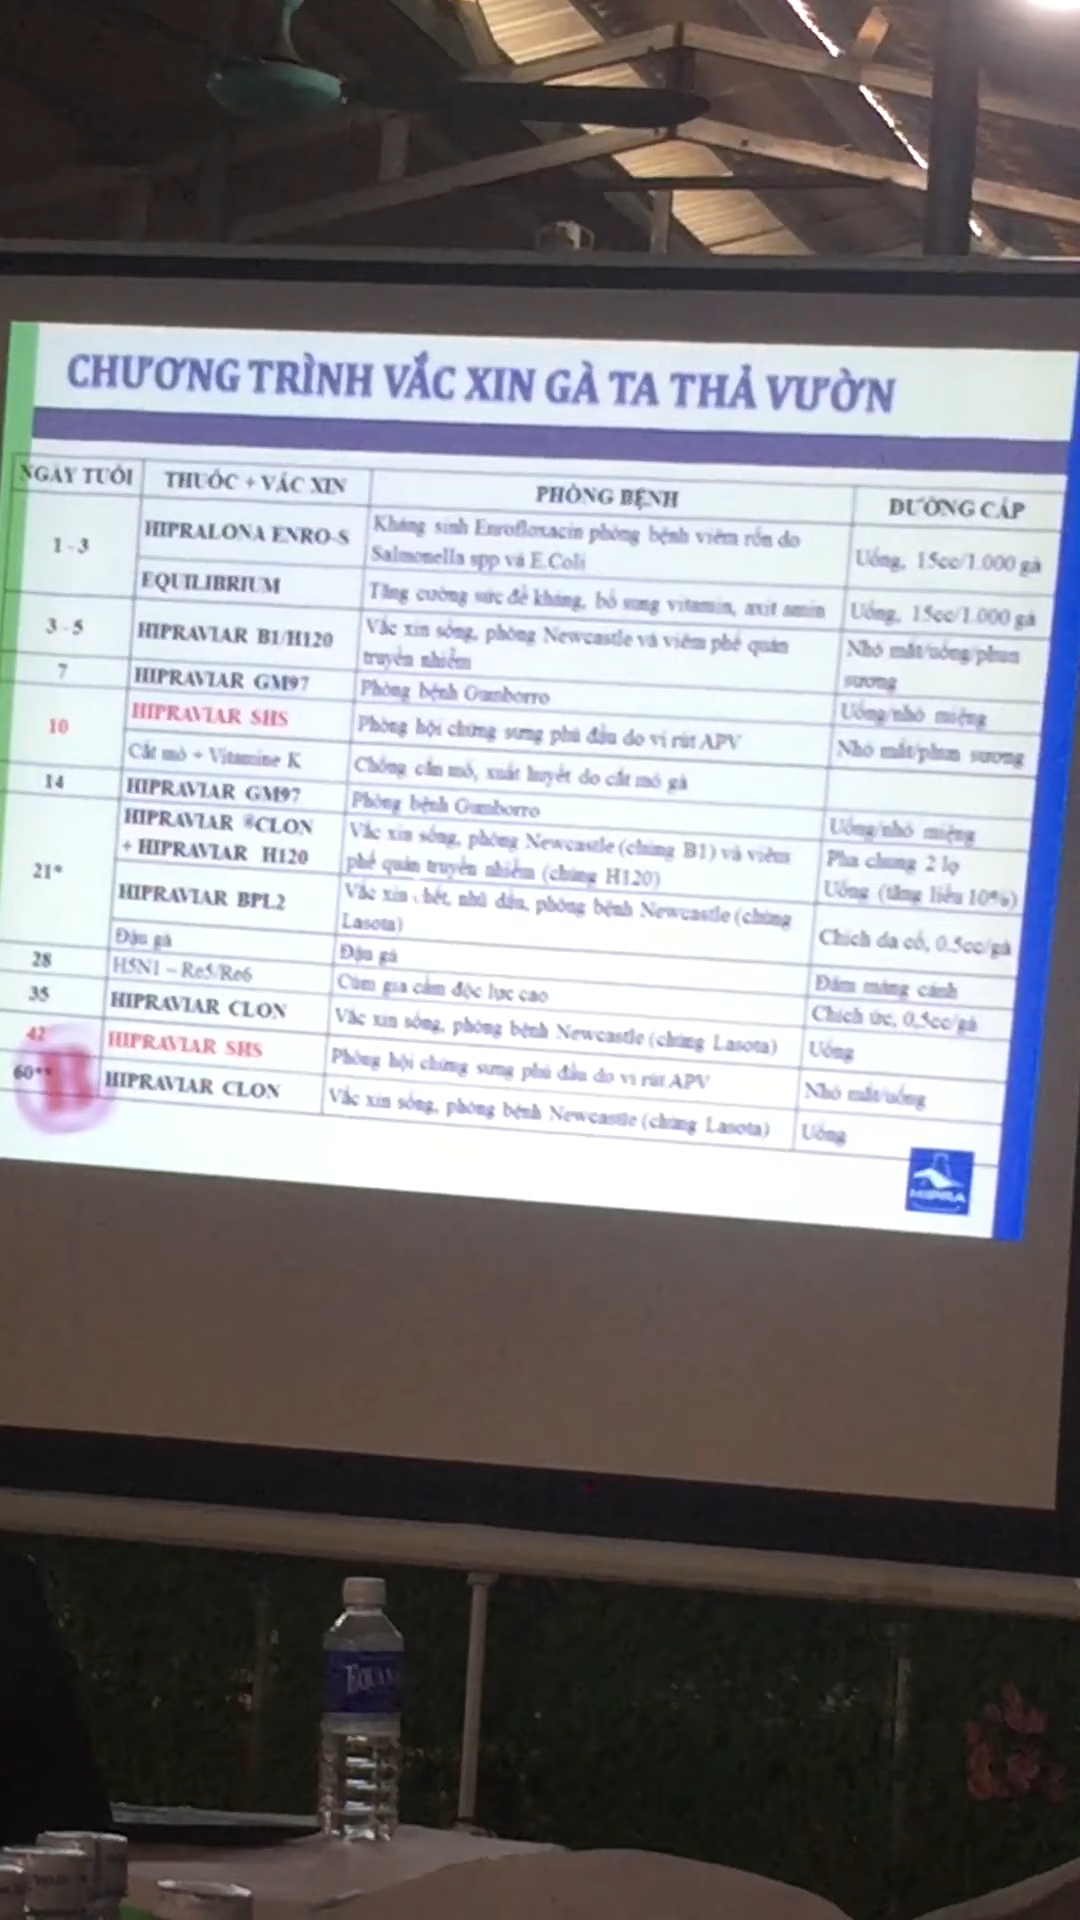 CHƯƠNG TRÌNH VẮC XIN GÀ TA THẢ VƯỜN
NGÀY TUỔI THUỐC + VẮC XIN PHÒNG BỆNH ĐƯỜNG CẤP
1 - 3 HIPRALONA ENRO-S Kháng sinh Enrofloxacin phòng bệnh viêm rốn do
Salmonella spp và E.Coli Uống, 15cc/1.000 gà
EQUILIBRIUM Tăng cường sức đề kháng, bổ sung vitamin, axit amin Uống, 15cc/1.000 gà
3 - 5 HIPRAVIAR B1/H120 Vắc xin sống, phòng Newcastle và viêm phế quản
truyền nhiễm Nhỏ mắt/uống/phun
sương
7 HIPRAVIAR GM97 Phòng bệnh Gumborro Uống/nhỏ miệng
10 HIPRAVIAR SHS Phòng hội chứng sưng phù đầu do vi rút APV Nhỏ mắt/phun sương
Cắt mỏ + Vitamine K Chống cắn mổ, xuất huyết do cắt mỏ gà
14 HIPRAVIAR GM97 Phòng bệnh Gumborro Uống/nhỏ miệng
21* HIPRAVIAR ®CLON
+ HIPRAVIAR H120 Vắc xin sống, phòng Newcastle (chủng B1) và viêm
phế quản truyền nhiễm (chủng H120) Pha chung 2 lọ
Uống (tăng liều 10%)
HIPRAVIAR BPL2 Vắc xin chết, nhũ dầu, phòng bệnh Newcastle (chủng
Lasota) Chích da cổ, 0.5cc/gà
Đậu gà Đậu gà Đâm màng cánh
28 H5N1 – Re5/Re6 Cúm gia cầm độc lực cao Chích ức, 0,5cc/gà
35 HIPRAVIAR CLON Vắc xin sống, phòng bệnh Newcastle (chủng Lasota) Uống
42 HIPRAVIAR SHS Phòng hội chứng sưng phù đầu do vi rút APV Nhỏ mắt/uống
60** HIPRAVIAR CLON Vắc xin sống, phòng bệnh Newcastle (chủng Lasota) Uống
HIPRA